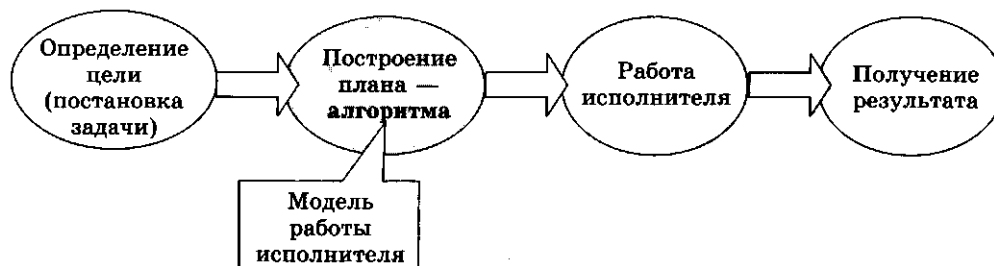 Определение
цели
(постановка
задачи)
Построение
плана —
алгоритма
Работа
исполнителя
Получение
результата
Модель
работы
исполнителя